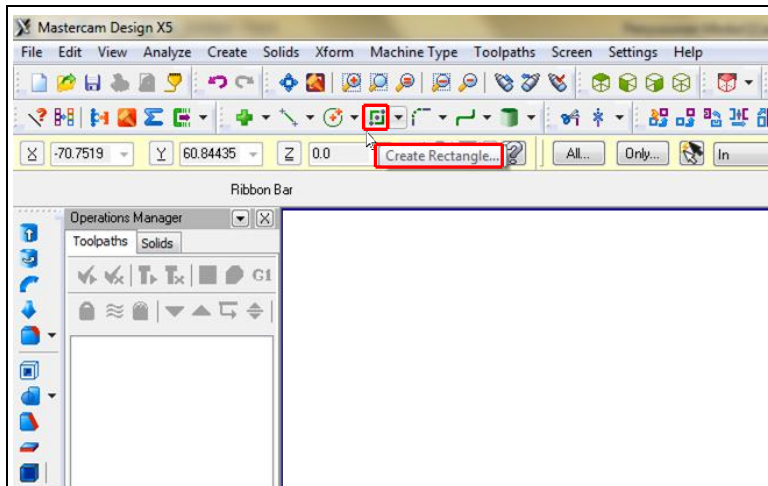 Mastercam Design X5
File Edit View Analyze Create Solids Xform Machine Type Toolpaths Screen Settings Help
X -70.7519 Y 60.84435 Z 0.0 Create Rectangle... All... Only... In
Ribbon Bar
Operations Manager
Toolpaths Solids
G1